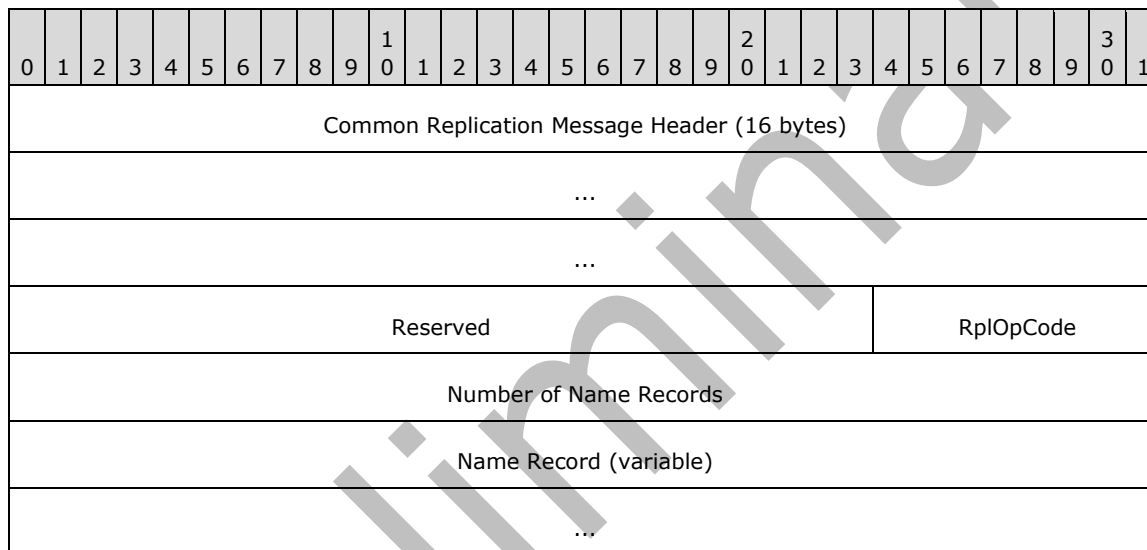 1 2 3
0 1 2 3 4 5 6 7 8 9 0 1 2 3 4 5 6 7 8 9 0 1 2 3 4 5 6 7 8 9 0 1
Common Replication Message Header (16 bytes)
...
...
Reserved RplOpCode
Number of Name Records
Name Record (variable)
...